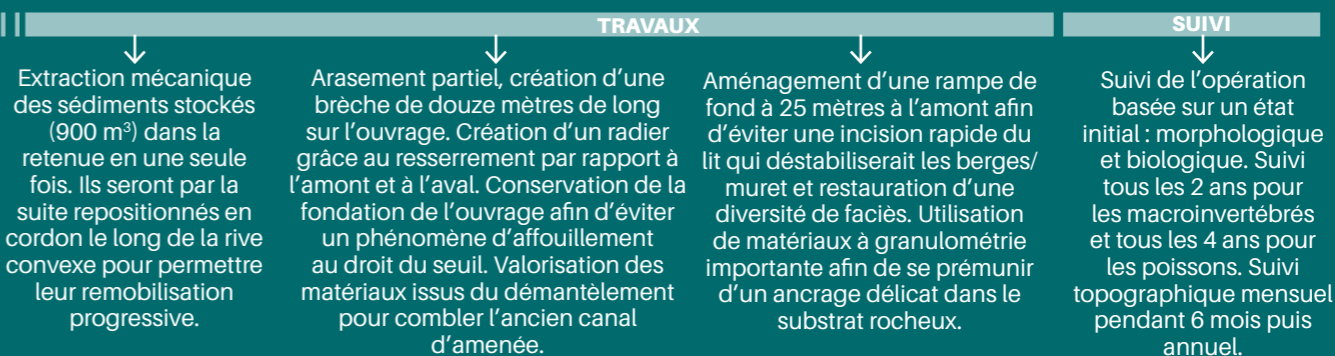 TRAVAUX
Extraction mécanique
des sédiments stockés
(900 m³) dans la
retenue en une seule
fois. Ils seront par la
suite repositionnés en
cordon le long de la rive
convexe pour permettre
leur remobilisation
progressive.
Arasement partiel, création d’une
brèche de douze mètres de long
sur l’ouvrage. Création d’un radier
grâce au resserrement par rapport à
l’amont et à l’aval. Conservation de la
fondation de l’ouvrage afin d’éviter
un phénomène d’affouillement
au droit du seuil. Valorisation des
matériaux issus du démantèlement
pour combler l’ancien canal
d’amenée.
Aménagement d’une rampe de
fond à 25 mètres à l’amont afin
d’éviter une incision rapide du
lit qui déstabiliserait les berges/
muret et restauration d’une
diversité de faciès. Utilisation
de matériaux à granulométrie
importante afin de se prémunir
d’un ancrage délicat dans le
substrat rocheux.
SUIVI
Suivi de l’opération
basée sur un état
initial : morphologique
et biologique. Suivi
tous les 2 ans pour
les macroinvertébrés
et tous les 4 ans pour
les poissons. Suivi
topographique mensuel
pendant 6 mois puis
annuel.